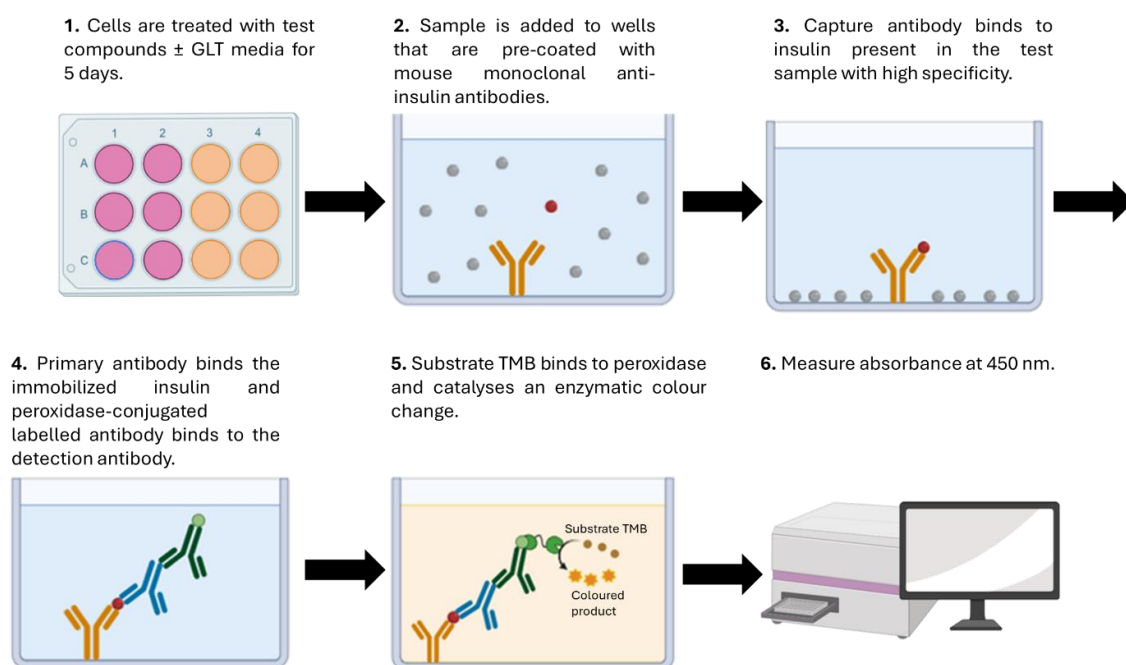 1. Cells are treated with test
compounds ± GLT media for
5 days.
2. Sample is added to wells
that are pre-coated with
mouse monoclonal anti-
insulin antibodies.
3. Capture antibody binds to
insulin present in the test
sample with high specificity.
1 2 3 4
A
B
C
4. Primary antibody binds the
immobilized insulin and
peroxidase-conjugated
labelled antibody binds to the
detection antibody.
5. Substrate TMB binds to peroxidase
and catalyses an enzymatic colour
change.
Substrate TMB
Coloured
product
6. Measure absorbance at 450 nm.